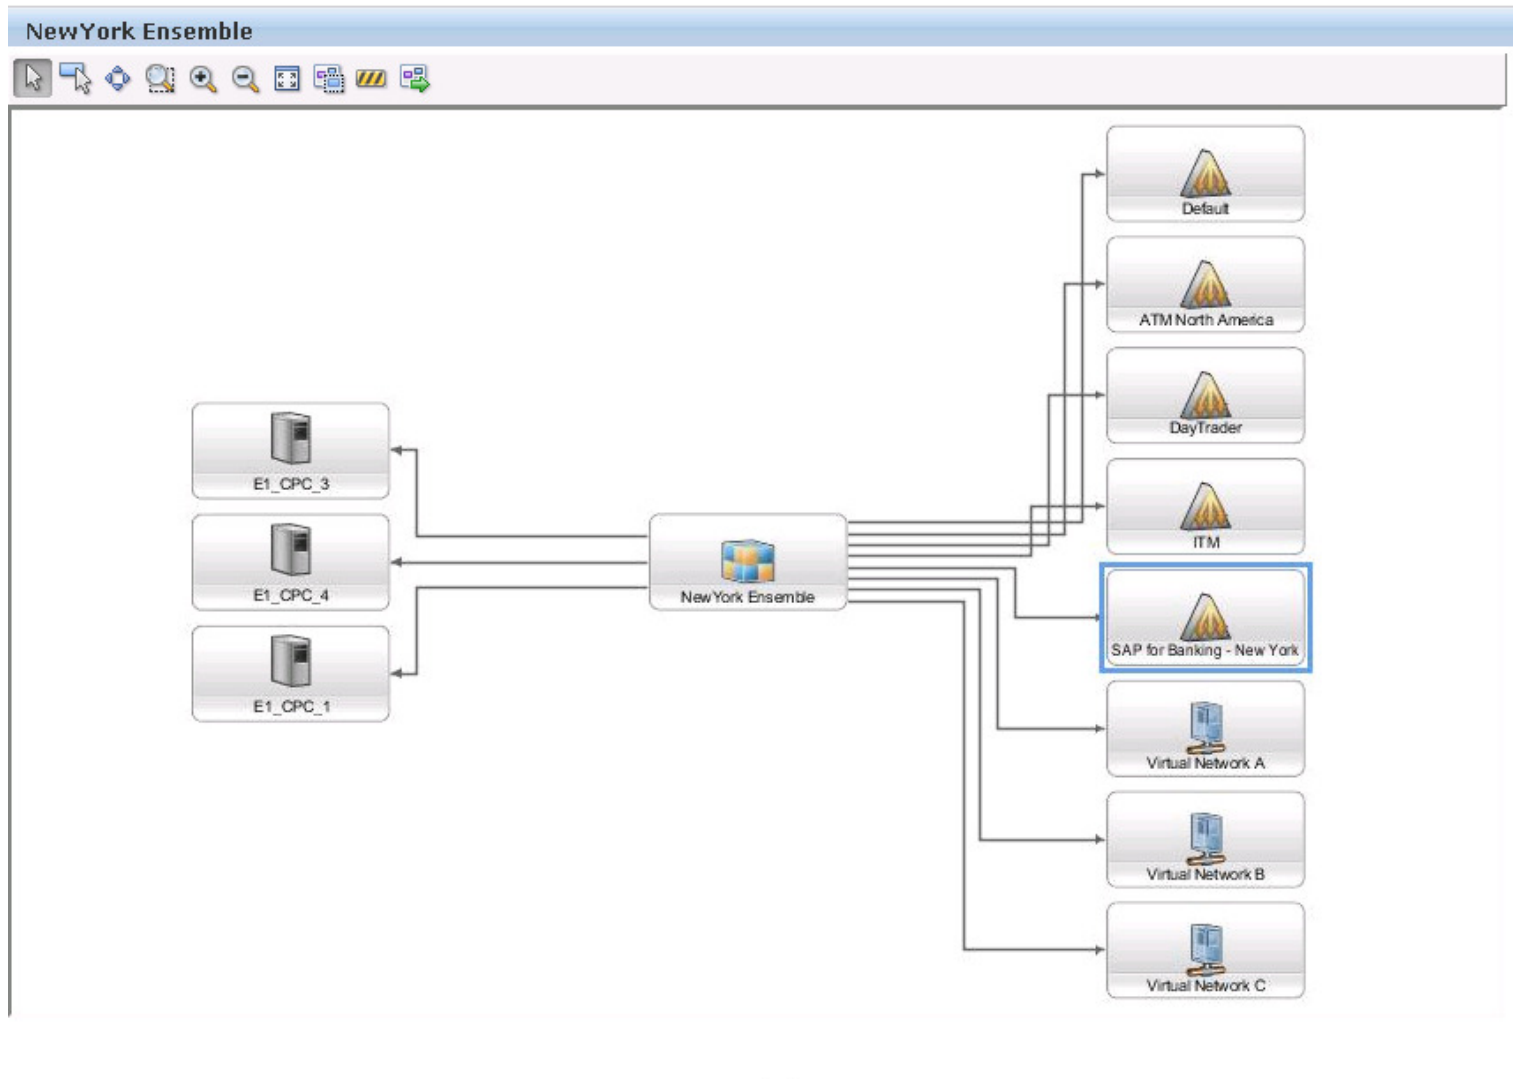 NewYork Ensemble
Default
ATM North America
DayTrader
E1_CPC_3
ITM
E1_CPC_4
NewYork Ensemble
SAP for Banking - New York
E1_CPC_1
Virtual Network A
Virtual Network B
Virtual Network C